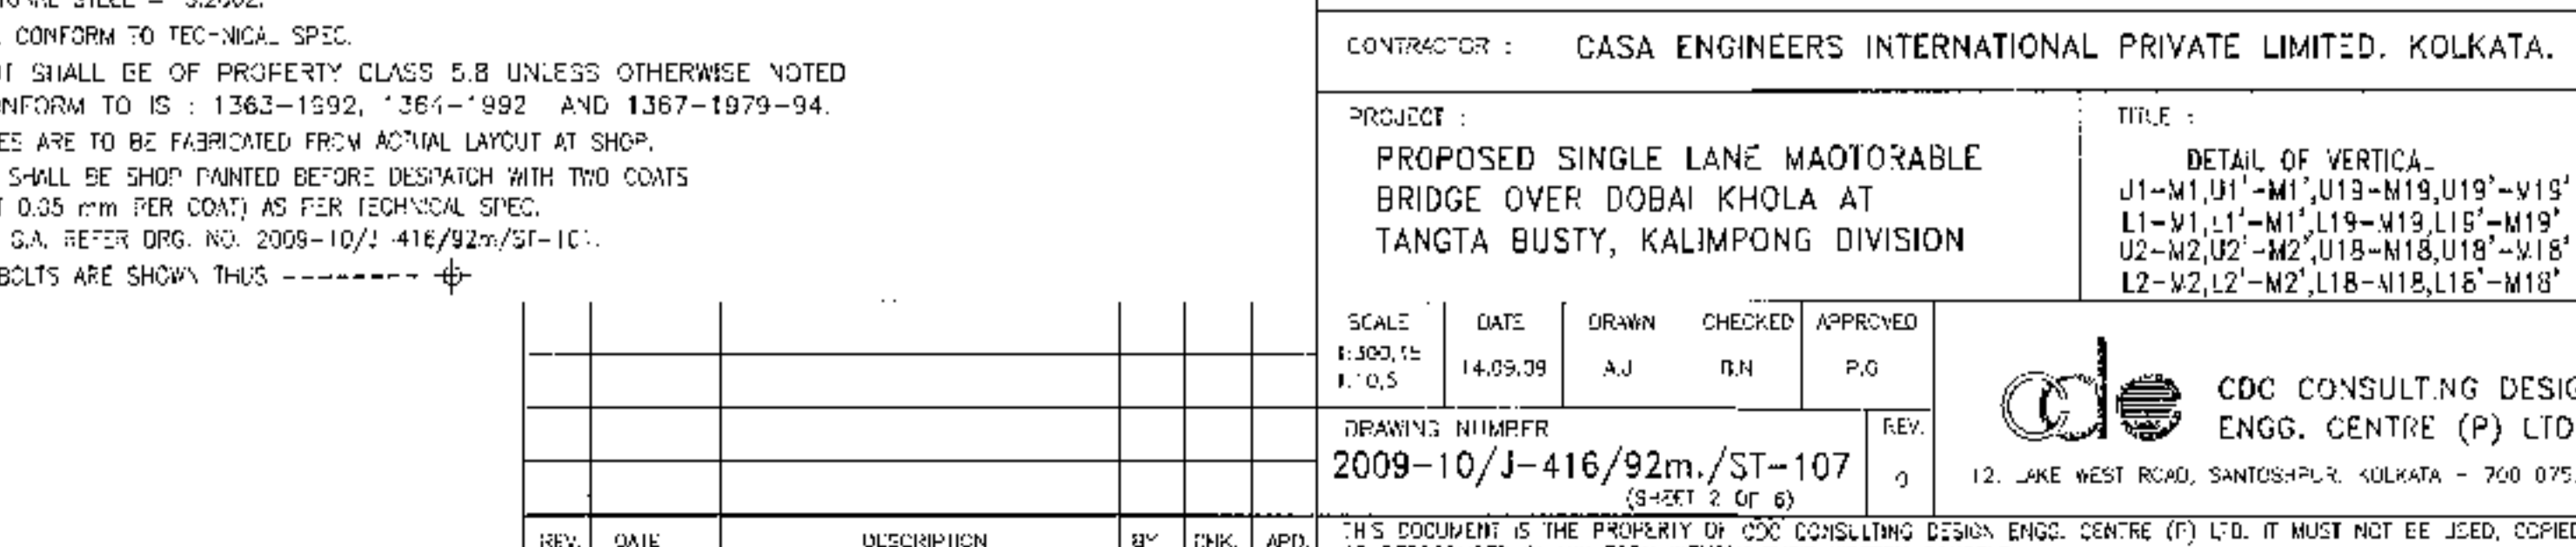 CONFORM TO TECHNICAL SPEC.
SHALL BE OF PROPERTY CLASS 5.8 UNLESS OTHERWISE NOTED
CONFORM TO IS : 1363-1992, 1364-1992 AND 1367-1979-94.
ARE TO BE FABRICATED FROM ACTUAL LAYOUT AT SHOP.
SHALL BE SHOP PAINTED BEFORE DESPATCH WITH TWO COATS
0.05 mm PER COAT) AS PER TECHNICAL SPEC.
G.A. REFER DRG. NO. 2009-10/J-416/92m/ST-101.
BOLTS ARE SHOWN THUS --------
CONTRACTOR : CASA ENGINEERS INTERNATIONAL PRIVATE LIMITED. KOLKATA.
PROJECT :
PROPOSED SINGLE LANE MAOTORABLE
BRIDGE OVER DOBAI KHOLA AT
TANGTA BUSTY, KALIMPONG DIVISION
TITLE :
DETAIL OF VERTICAL
U1-M1,U1'-M1',U19-M19,U19'-M19'
L1-M1,L1'-M1',L19-M19,L19'-M19'
U2-M2,U2'-M2',U18-M18,U18'-M18'
L2-M2,L2'-M2',L18-M18,L18'-M18'
SCALE DATE DRAWN CHECKED APPROVED
14.09.09 A.J P.G
1:10,5
DRAWING NUMBER REV.
2009-10/J-416/92m./ST-107 0
(SHEET 2 OF 6)
cde
CDC CONSULTING DESIG
ENGG. CENTRE (P) LTD
12. LAKE WEST ROAD, SANTOSHPUR. KOLKATA - 700 075.
REV. DATE DESCRIPTION BY CHK. APD.
THIS DOCUMENT IS THE PROPERTY OF CDC CONSULTING DESIGN ENGG. CENTRE (P) LTD. IT MUST NOT BE USED, COPIED